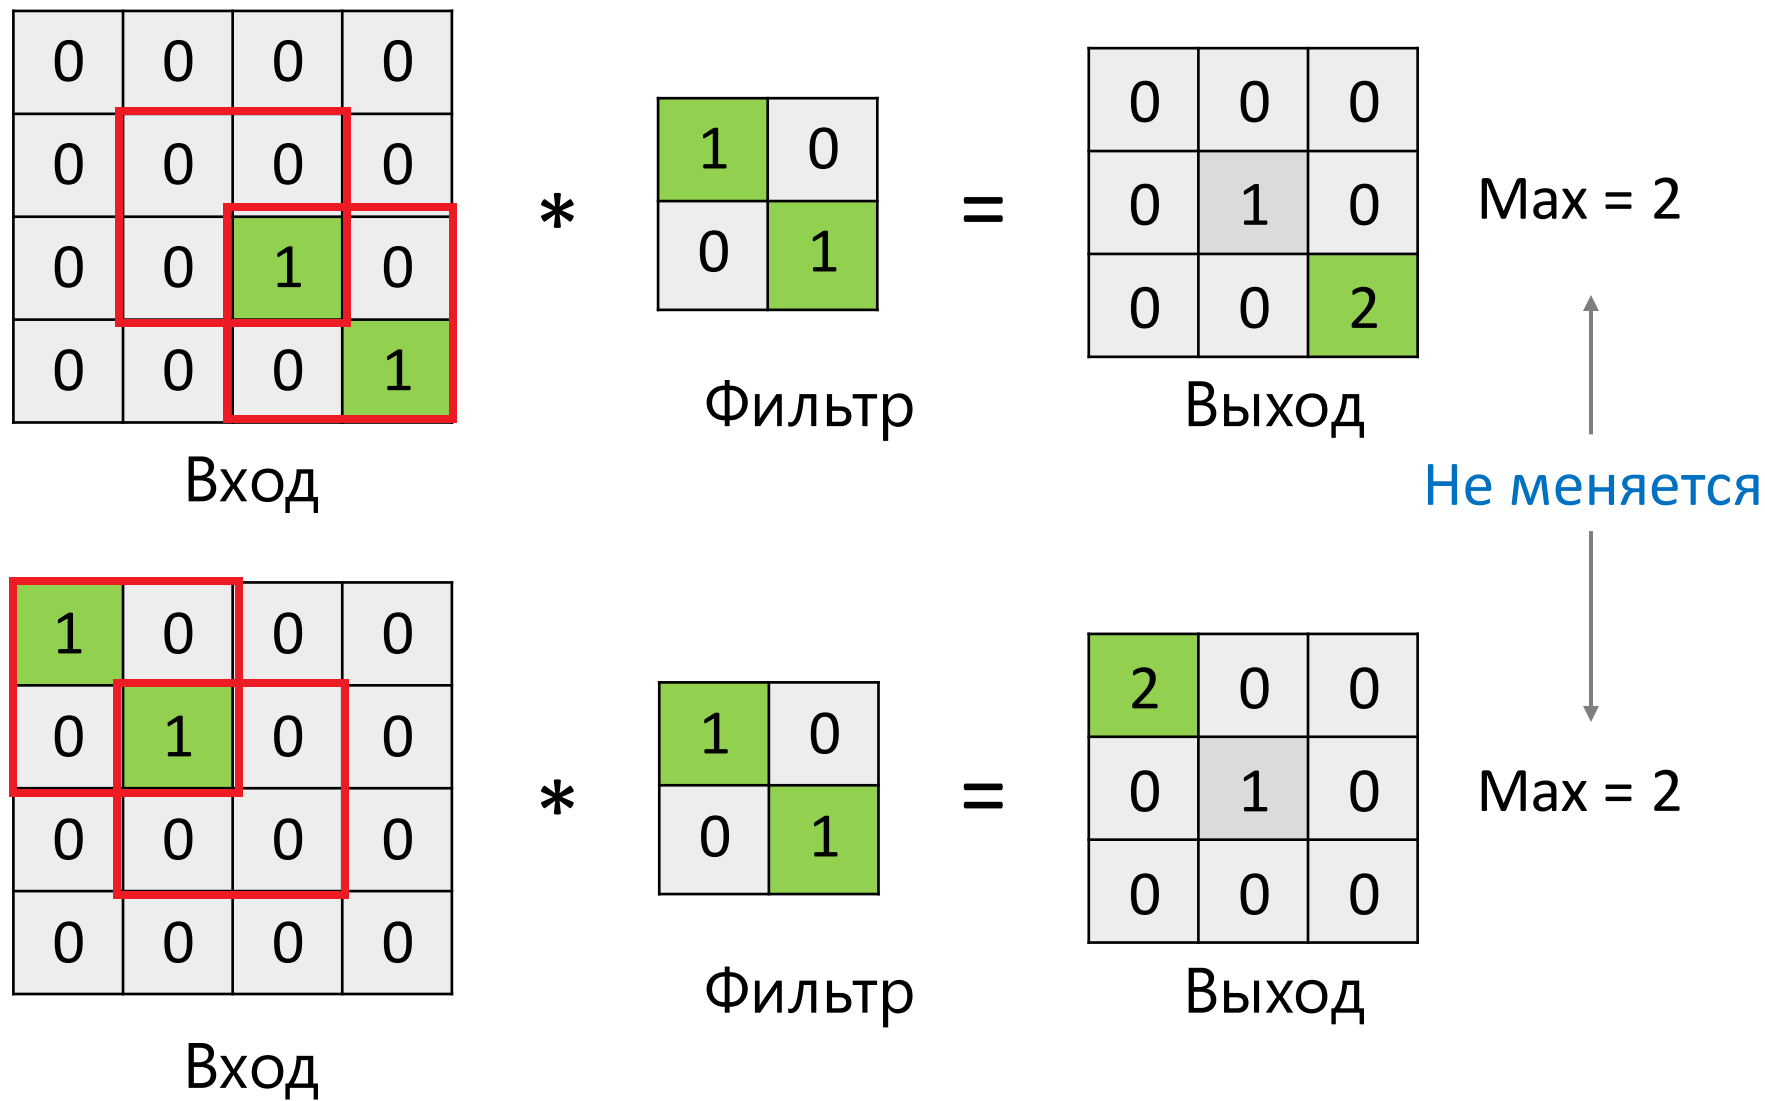 0 0 0 0
0 0 0 0
0 0 1 0
0 0 0 1
Вход
*
1 0
0 1
Фильтр
=
0 0 0
0 1 0
0 0 2
Выход
Max = 2
Не меняется
1 0 0 0
0 1 0 0
0 0 0 0
0 0 0 0
Вход
*
1 0
0 1
Фильтр
=
2 0 0
0 1 0
0 0 0
Выход
Max = 2